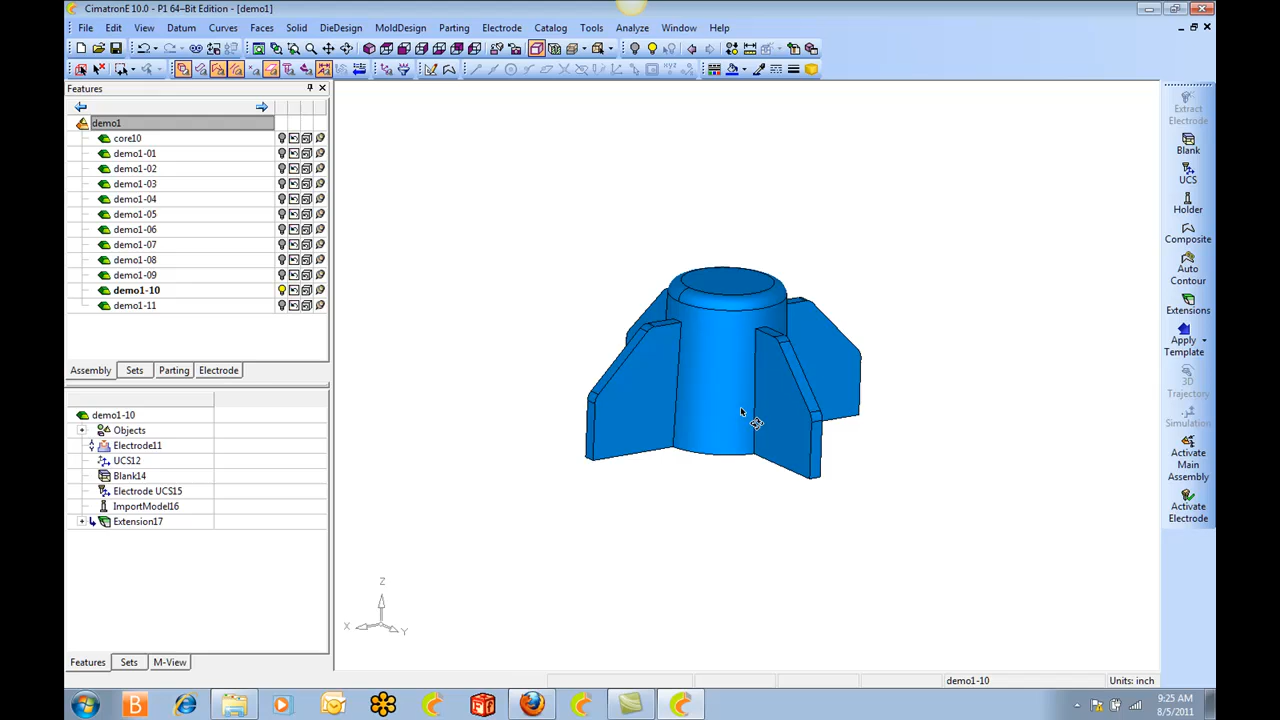 CimatronE 10.0 - P1 64-Bit Edition - [demo1]
File Edit View Datum Curves Faces Solid DieDesign MoldDesign Parting Electrode Catalog Tools Analyze Window Help
Features
demo1
core10
demo1-01
demo1-02
demo1-03
demo1-04
demo1-05
demo1-06
demo1-07
demo1-08
demo1-09
demo1-10
demo1-11
Assembly Sets Parting Electrode
demo1-10
Objects
Electrode11
UCS12
Blank14
Electrode UCS15
ImportModel16
Extension17
Features Sets M-View
Z
X
Y
Extract
Electrode
Blank
UCS
Holder
Composite
Auto
Contour
Extensions
Apply
Template
3D
Trajectory
Simulation
Activate
Main
Assembly
Activate
Electrode
demo1-10
Units: inch
B
9:25 AM
8/5/2011